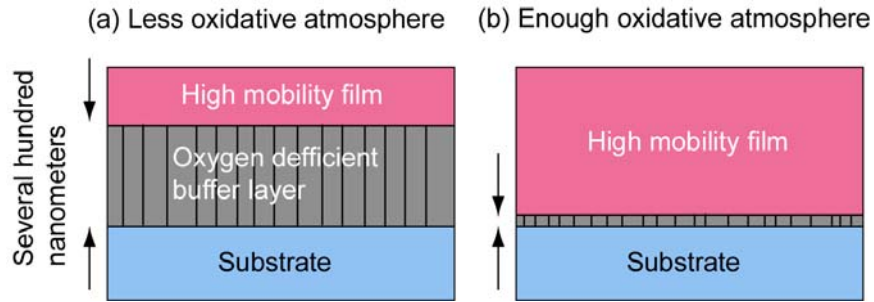 (a) Less oxidative atmosphere
(b) Enough oxidative atmosphere
Several hundred
nanometers
High mobility film
Oxygen defficient
buffer layer
Substrate
High mobility film
Substrate